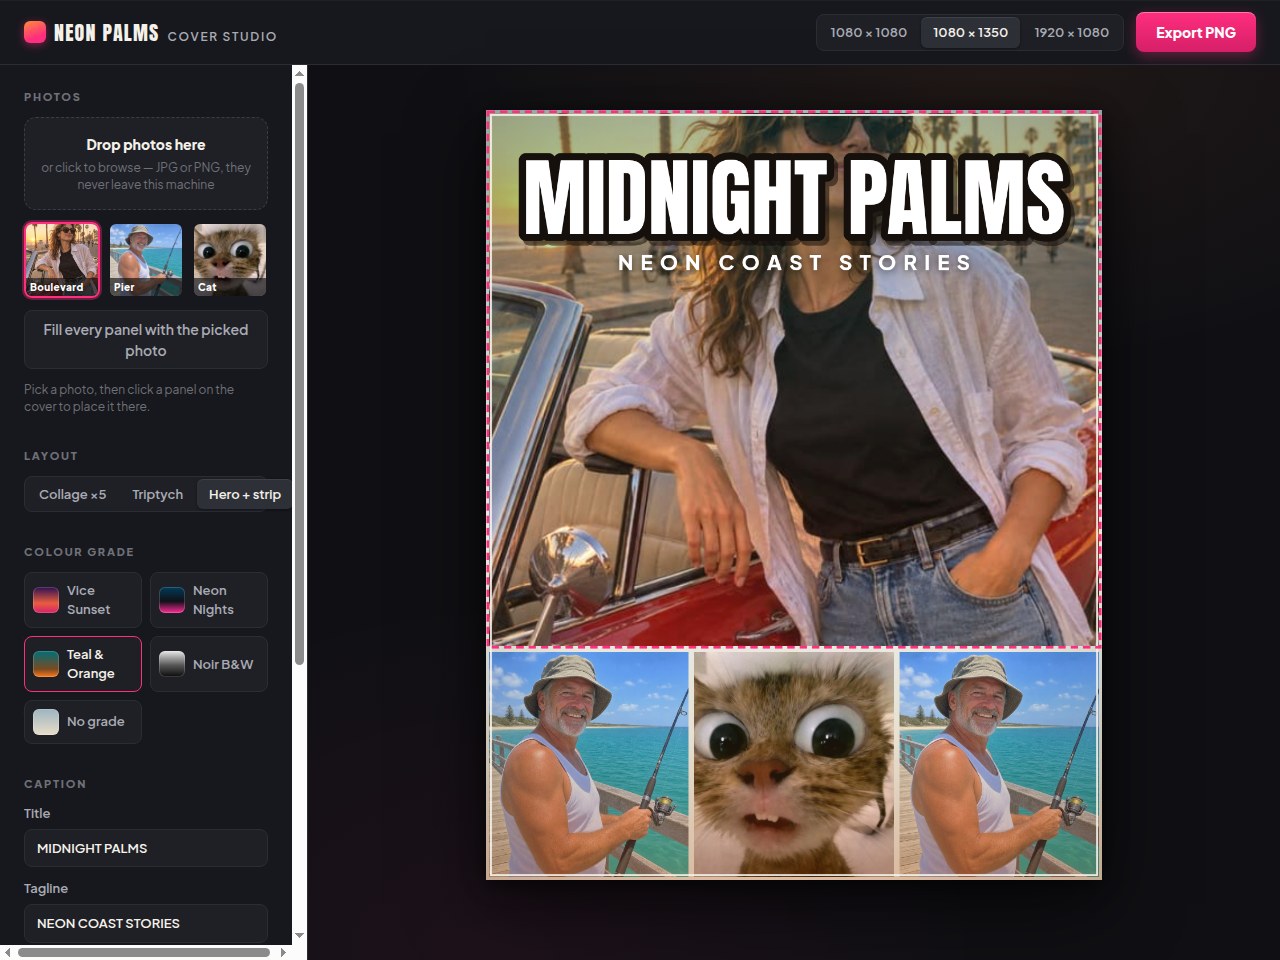 NEON PALMS COVER STUDIO
1080 × 1080 1080 × 1350 1920 × 1080
Export PNG
PHOTOS
Drop photos here
or click to browse — JPG or PNG, they
never leave this machine
Boulevard Pier Cat
Fill every panel with the picked
photo
Pick a photo, then click a panel on the
cover to place it there.
LAYOUT
Collage ×5 Triptych Hero + strip
COLOUR GRADE
Vice
Sunset
Neon
Nights
Teal &
Orange
Noir B&W
No grade
CAPTION
Title
MIDNIGHT PALMS
Tagline
NEON COAST STORIES
MIDNIGHT PALMS
NEON COAST STORIES